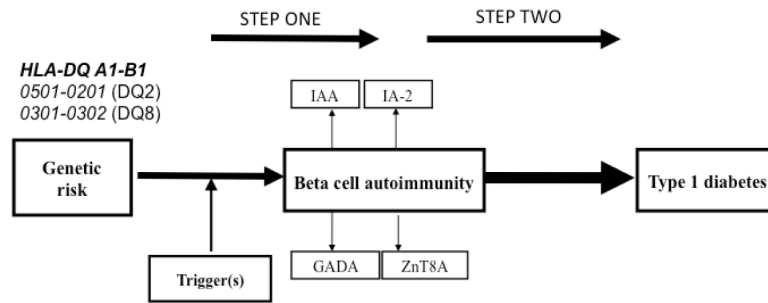 STEP ONE
STEP TWO
HLA-DQ A1-B1
0501-0201 (DQ2)
0301-0302 (DQ8)
IAA
IA-2
Genetic
risk
Beta cell autoimmunity
Type 1 diabetes
GADA
ZnT8A
Trigger(s)